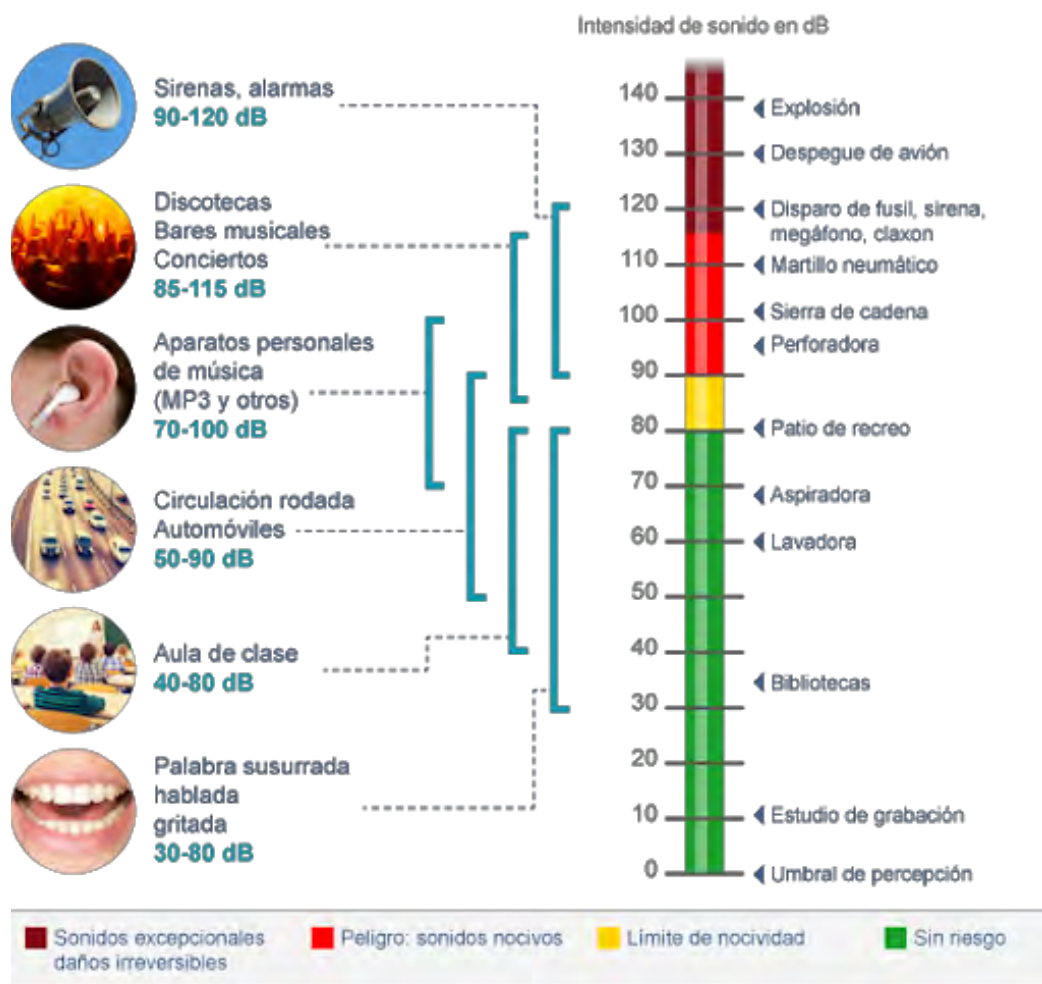 Intensidad de sonido en dB
Sirenas, alarmas
90-120 dB
Discotecas
Bares musicales
Conciertos
85-115 dB
Aparatos personales
de música
(MP3 y otros)
70-100 dB
Circulación rodada
Automóviles
50-90 dB
Aula de clase
40-80 dB
Palabra susurrada
hablada
gritada
30-80 dB
140
130
120
110
100
90
80
70
60
50
40
30
20
10
0
Explosión
Despegue de avión
Disparo de fusil, sirena,
megáfono, claxon
Martillo neumático
Sierra de cadena
Perforadora
Patio de recreo
Aspiradora
Lavadora
Bibliotecas
Estudio de grabación
Umbral de percepción
Sonidos excepcionales
daños irreversibles
Peligro: sonidos nocivos
Límite de nocividad
Sin riesgo